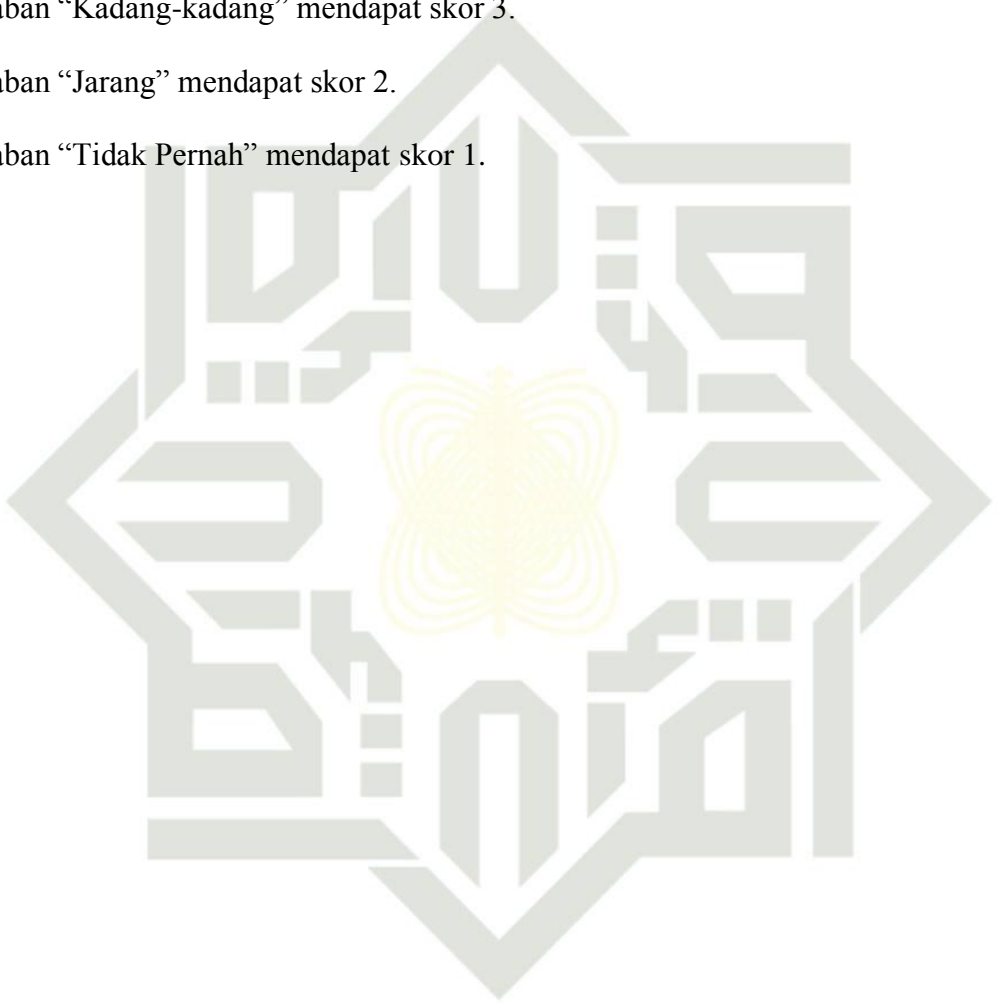 aban “Kadang-kadang” mendapat skor 3.
aban “Jarang” mendapat skor 2.
aban “Tidak Pernah” mendapat skor 1.